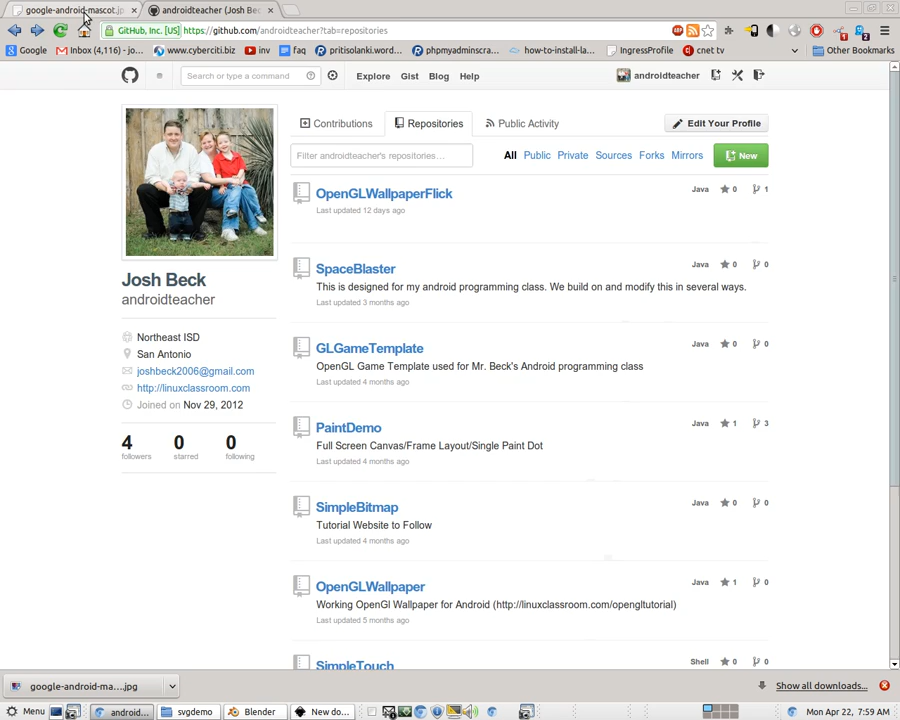 google-android-mascot.jp
androidteacher (Josh Bec
GitHub, Inc. [US] https://github.com/androidteacher?tab=repositories
Google Inbox (4,116) - jo... www.cyberciti.biz inv faq pritisolanki.word... phpmyadminscra... how-to-install-la... IngressProfile cnet tv Other Bookmarks
Search or type a command Explore Gist Blog Help androidteacher
Contributions Repositories Public Activity Edit Your Profile
Filter androidteacher's repositories... All Public Private Sources Forks Mirrors New
OpenGLWallpaperFlick Java 0 1
Last updated 12 days ago
SpaceBlaster Java 0 0
This is designed for my android programming class. We build on and modify this in several ways.
Last updated 3 months ago
GLGameTemplate Java 0 0
OpenGL Game Template used for Mr. Beck's Android programming class
Last updated 4 months ago
PaintDemo Java 1 3
Full Screen Canvas/Frame Layout/Single Paint Dot
Last updated 4 months ago
SimpleBitmap Java 0 0
Tutorial Website to Follow
Last updated 4 months ago
OpenGLWallpaper Java 1 0
Working OpenGl Wallpaper for Android (http://linuxclassroom.com/opengltutorial)
Last updated 5 months ago
SimpleTouch Shell 0 0
Josh Beck
androidteacher
Northeast ISD
San Antonio
joshbeck2006@gmail.com
http://linuxclassroom.com
Joined on Nov 29, 2012
4 0 0
followers starred following
google-android-ma....jpg Show all downloads...
Menu android... svgdemo Blender New do... Mon Apr 22, 7:59 AM